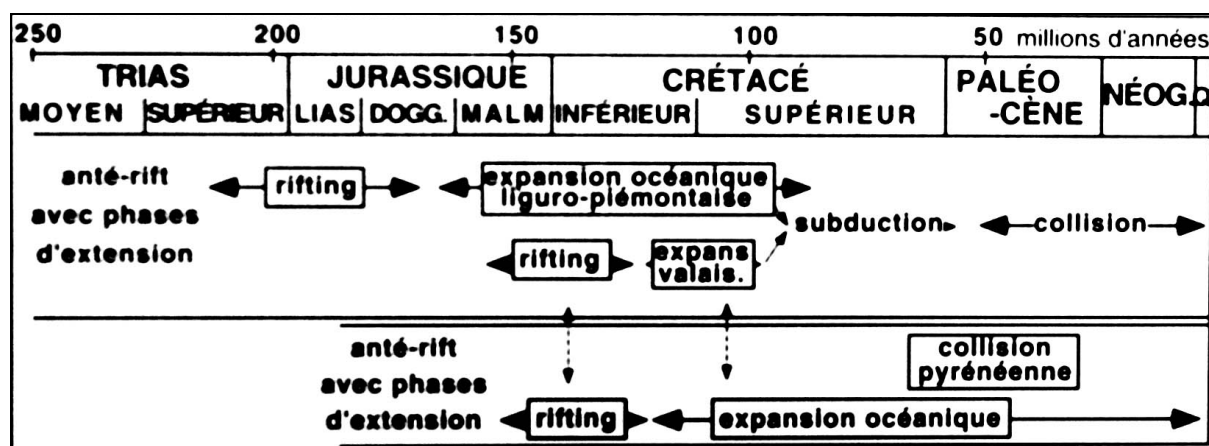 250 200 150 100 50 millions d'années
TRIAS JURASSIQUE CRÉTACÉ PALÉO
-CÈNE NÉOG. Q
MOYEN SUPÉRIEUR LIAS DOGG. MALM INFÉRIEUR SUPÉRIEUR
anté-rift
avec phases
d'extension
rifting
expansion océanique
liguro-piémontaise
subduction
collision
rifting
expans
valais.
anté-rift
avec phases
d'extension
collision
pyrénéenne
rifting
expansion océanique